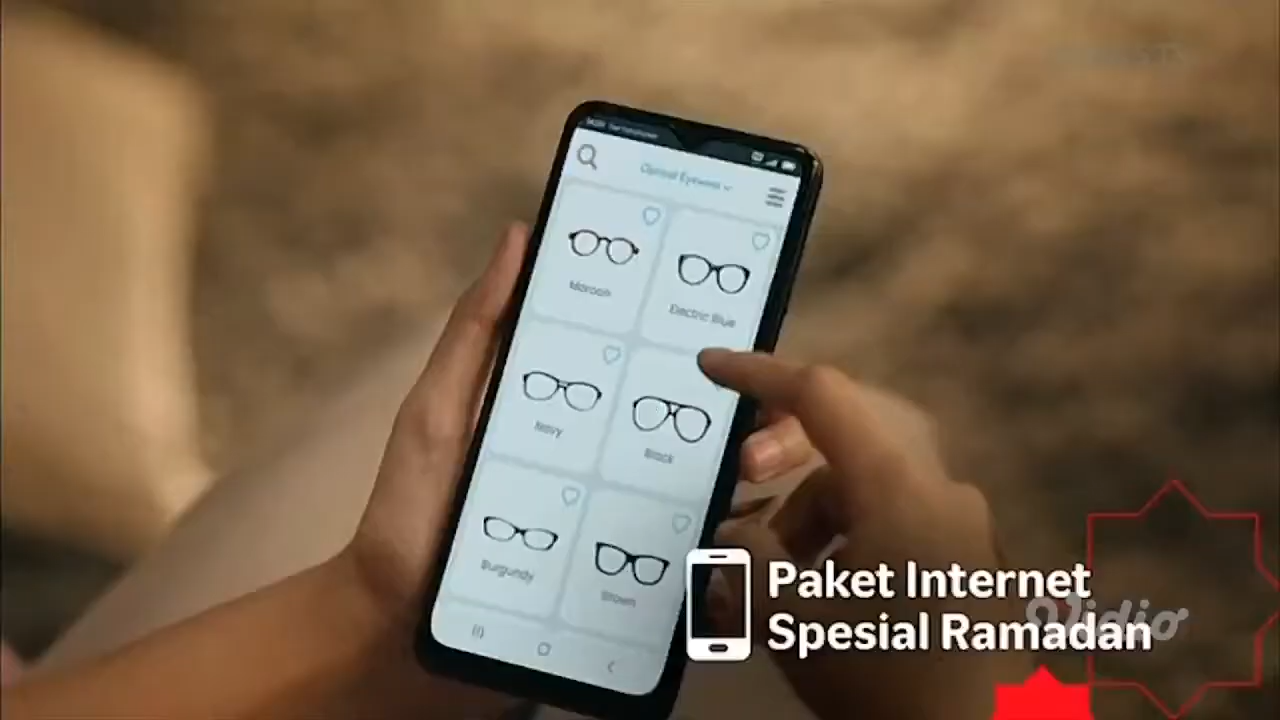 Optical Eyewear
Maroon
Electric Blue
Navy
Black
Burgundy
Brown
Paket Internet
Spesial Ramadan
Vidio